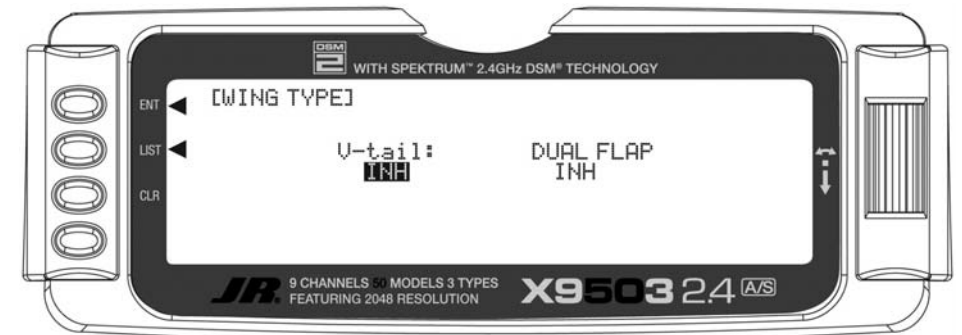 DSM
2 WITH SPEKTRUM™ 2.4GHz DSM® TECHNOLOGY
ENT [WING TYPE]
LIST V-tail: DUAL FLAP
INH INH
CLR
JR. 9 CHANNELS 50 MODELS 3 TYPES
FEATURING 2048 RESOLUTION
X9503 2.4 A/S